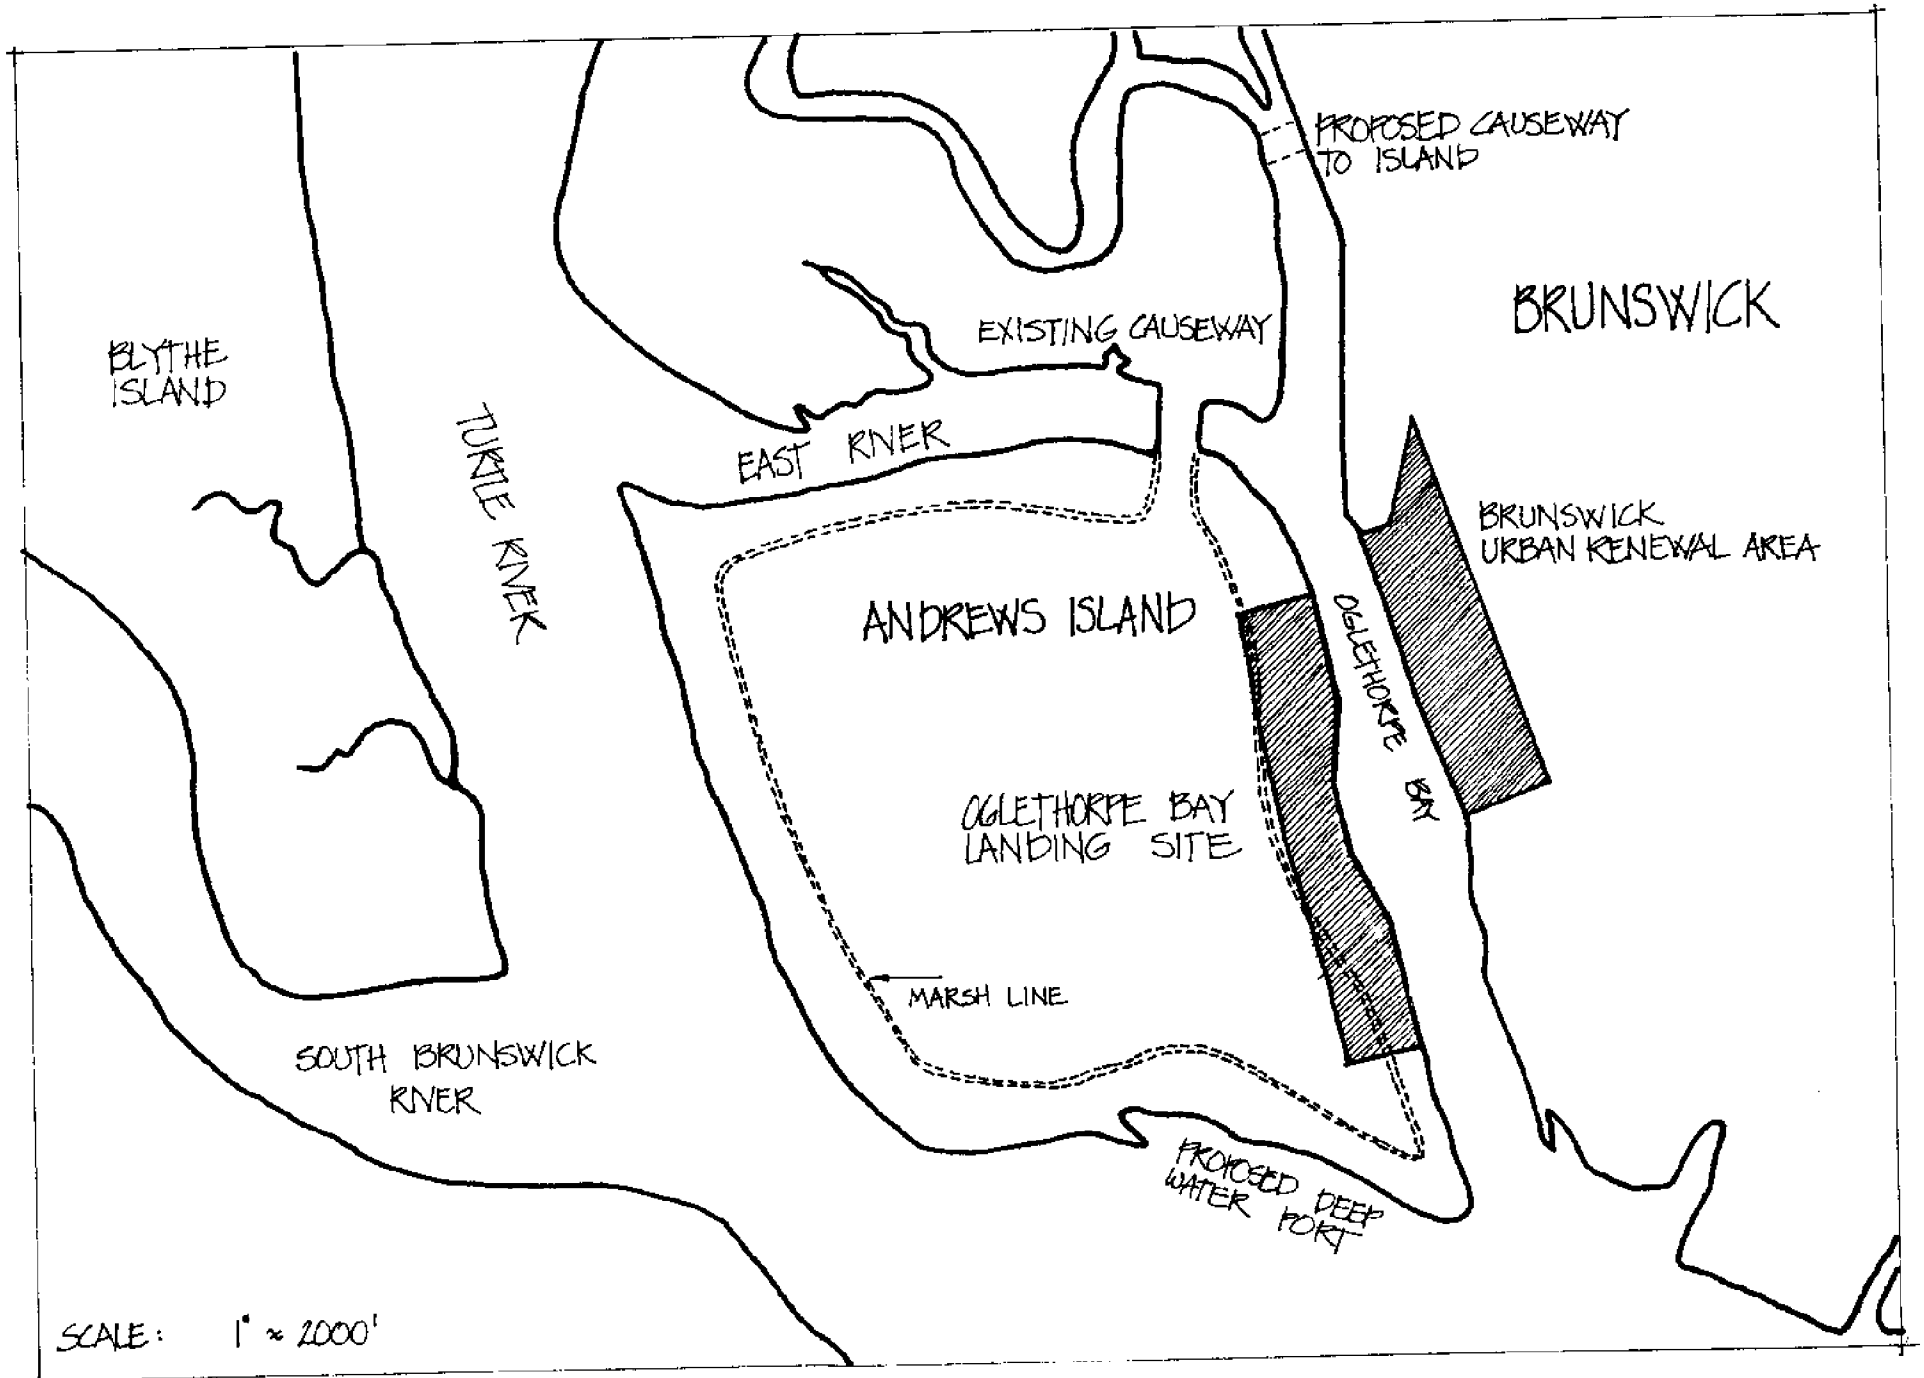 PROPOSED CAUSEWAY
TO ISLAND
BRUNSWICK
EXISTING CAUSEWAY
BLYTHE
ISLAND
TURTLE RIVER
EAST RIVER
BRUNSWICK
URBAN RENEWAL AREA
ANDREWS ISLAND
OGLETHORPE BAY
OGLETHORPE BAY
LANDING SITE
MARSH LINE
SOUTH BRUNSWICK
RIVER
PROPOSED DEEP
WATER PORT
SCALE: 1" ≈ 2000'